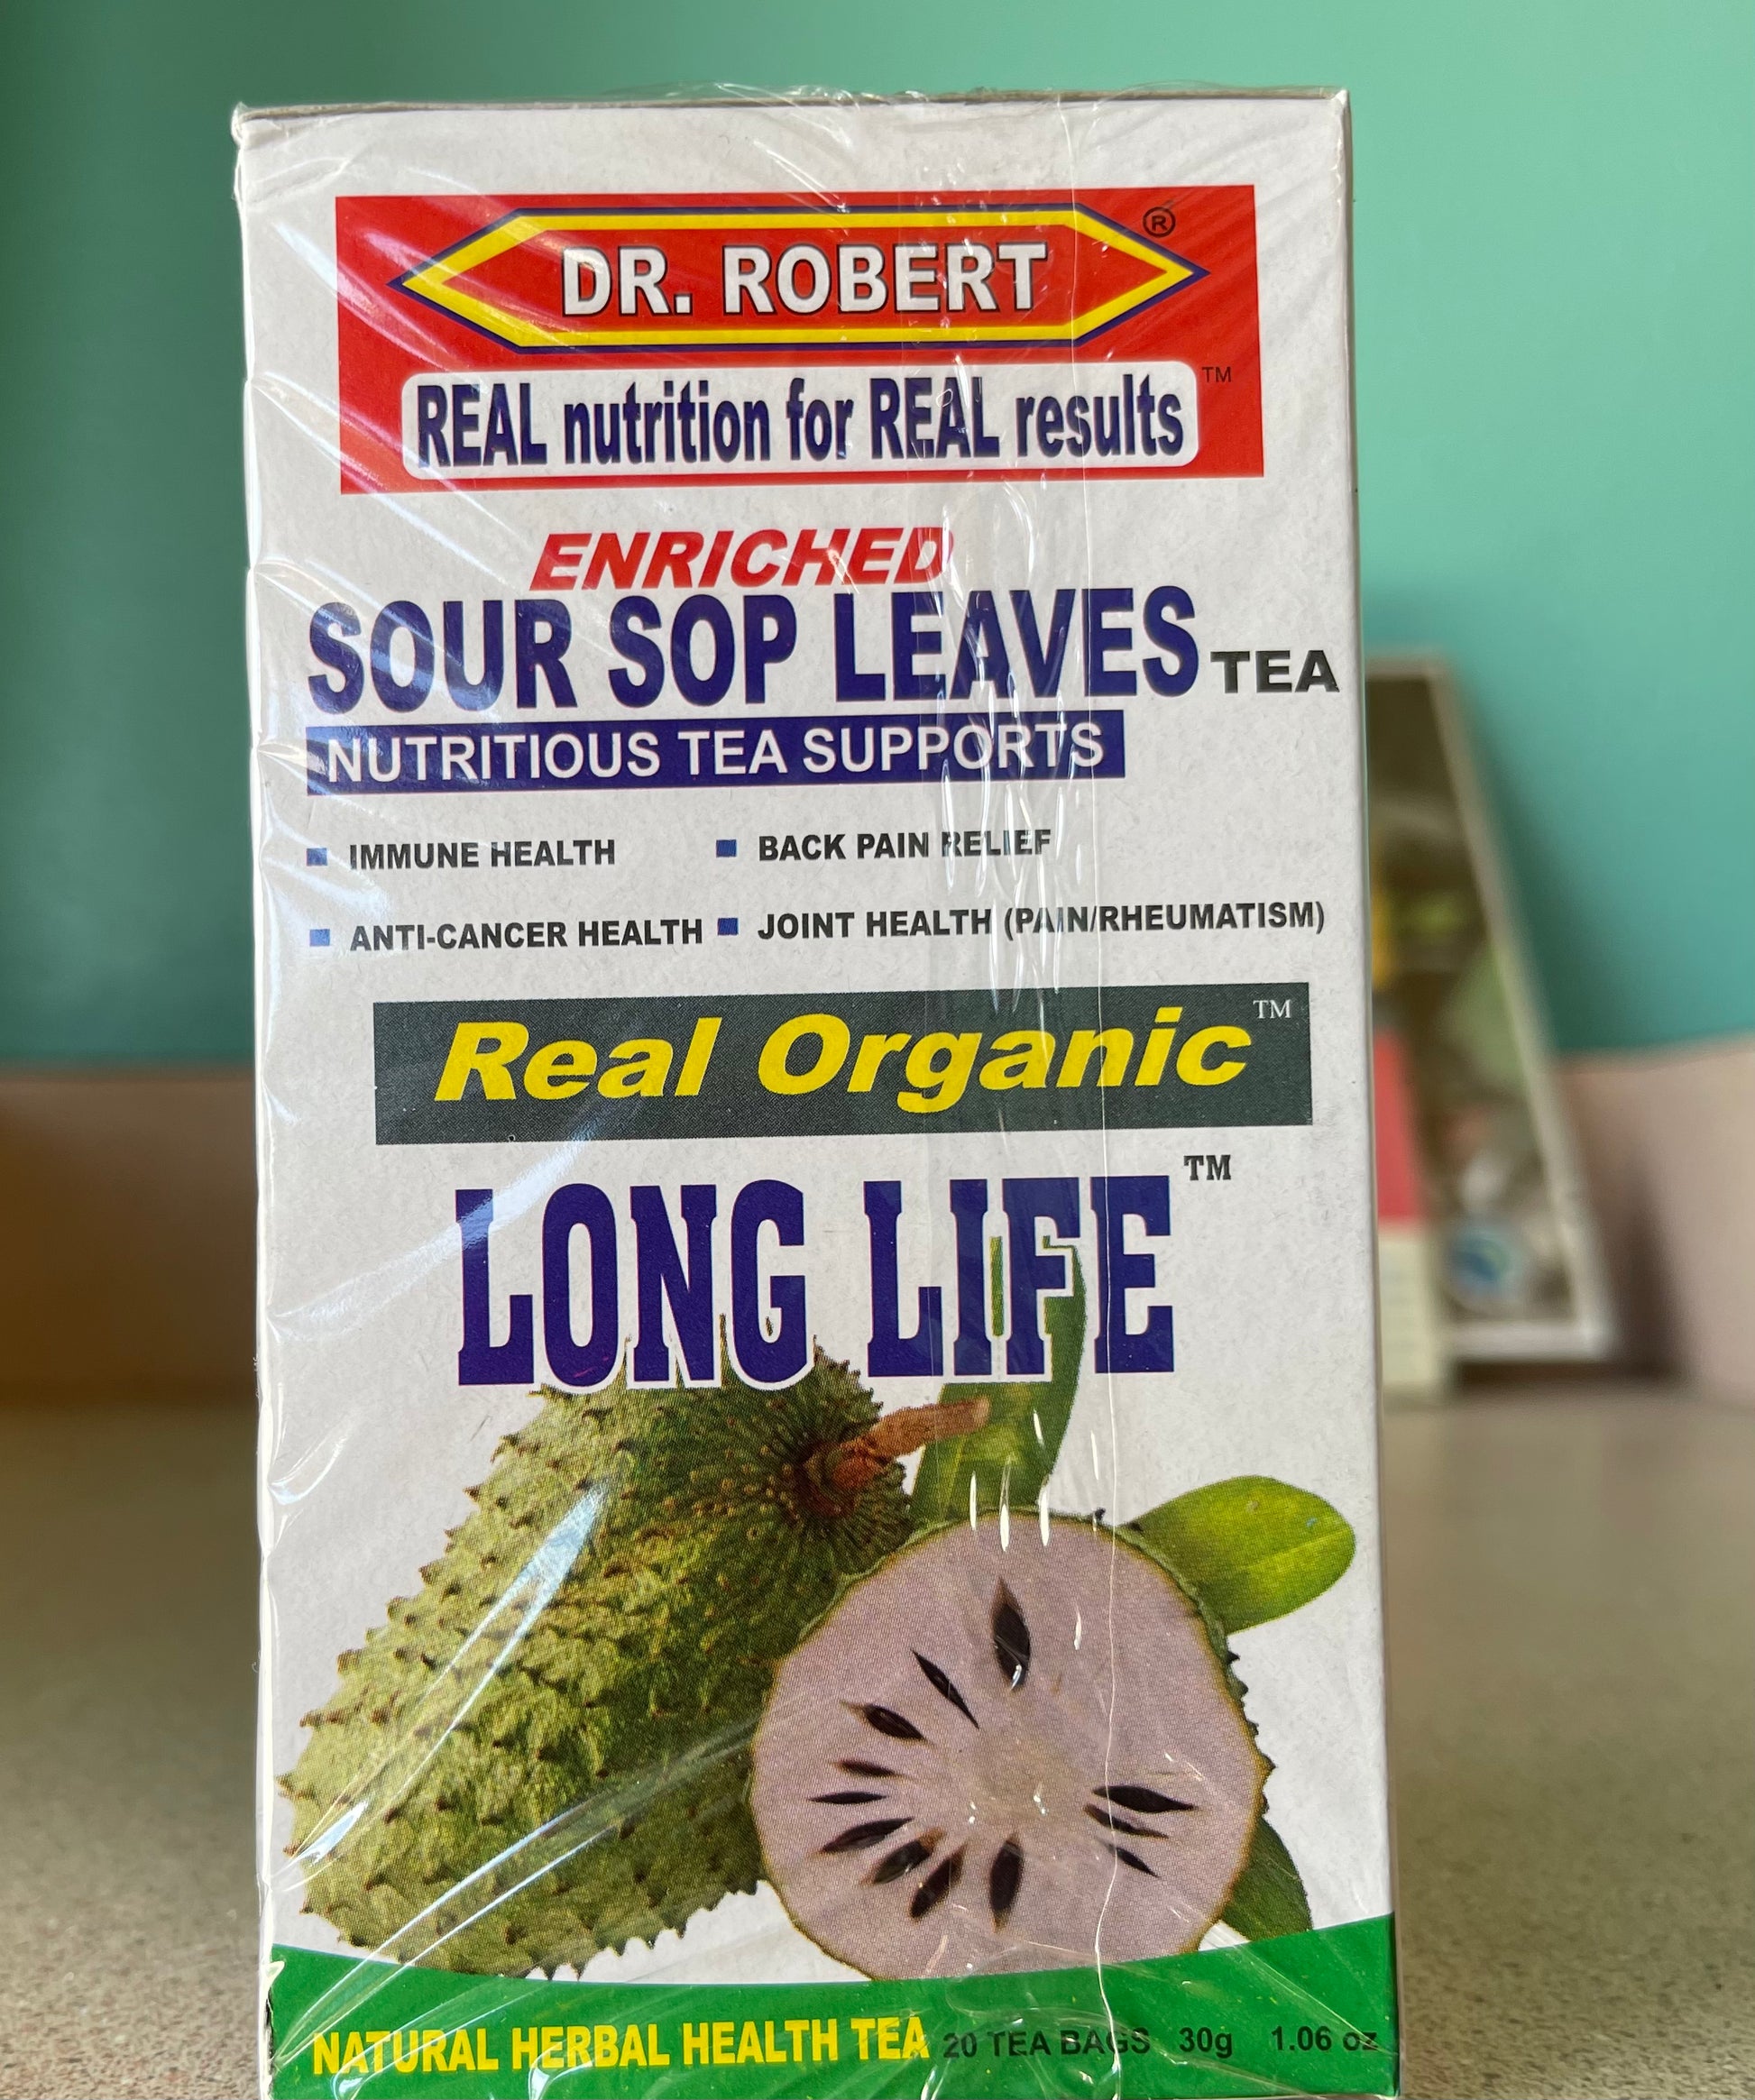 DR. ROBERT ®
REAL nutrition for REAL results ™
ENRICHED
SOUR SOP LEAVES TEA
NUTRITIOUS TEA SUPPORTS
▪ IMMUNE HEALTH ▪ BACK PAIN RELIEF
▪ ANTI-CANCER HEALTH ▪ JOINT HEALTH (PAIN/RHEUMATISM)
Real Organic ™
LONG LIFE ™
NATURAL HERBAL HEALTH TEA 20 TEA BAGS 30g 1.06 oz